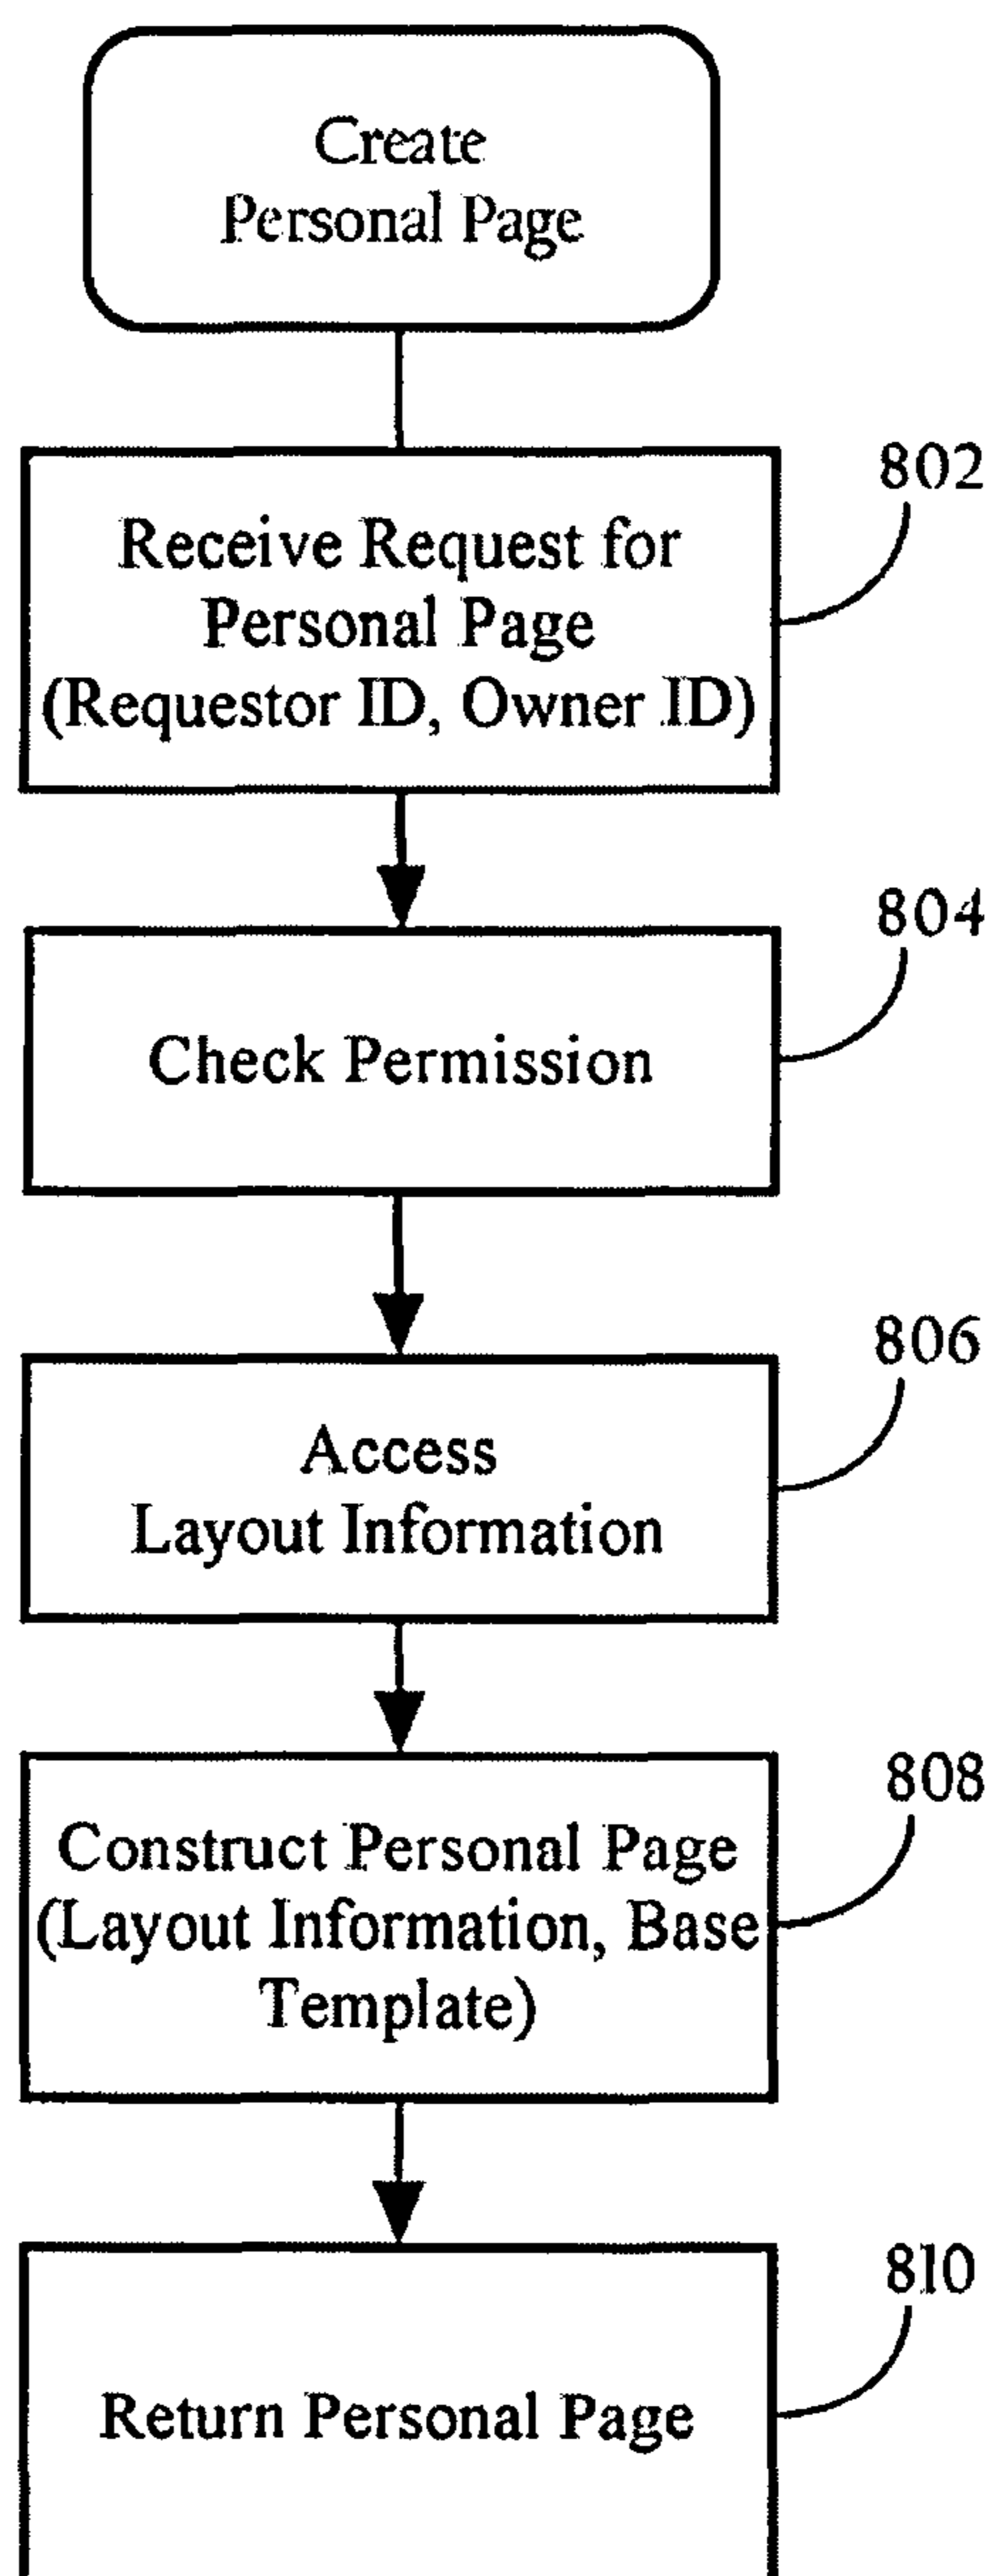 Create
Personal Page
802
Receive Request for
Personal Page
(Requestor ID, Owner ID)
804
Check Permission
806
Access
Layout Information
808
Construct Personal Page
(Layout Information, Base
Template)
810
Return Personal Page